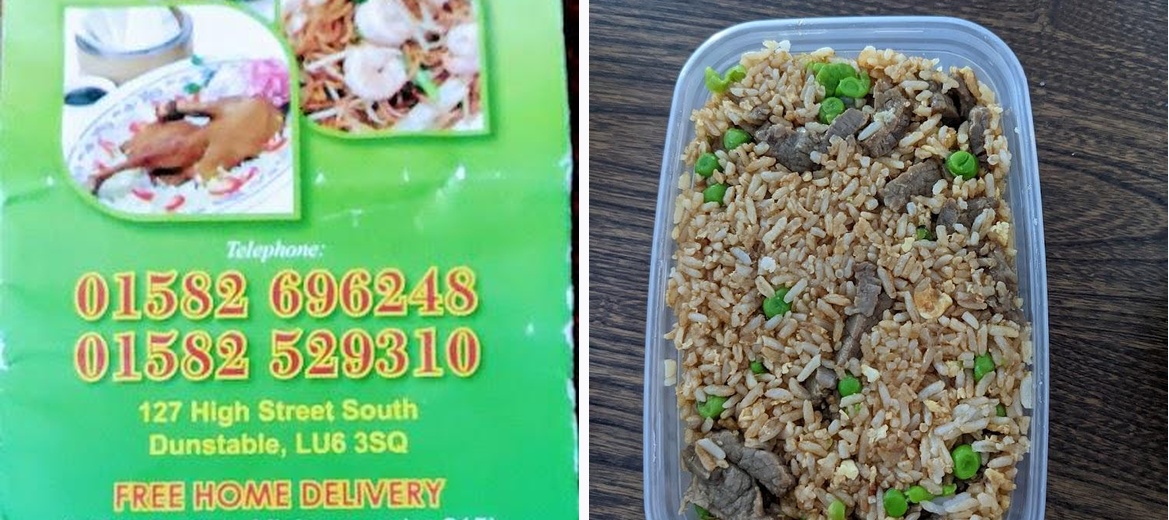 Telephone:
01582 696248
01582 529310
127 High Street South
Dunstable, LU6 3SQ
FREE HOME DELIVERY